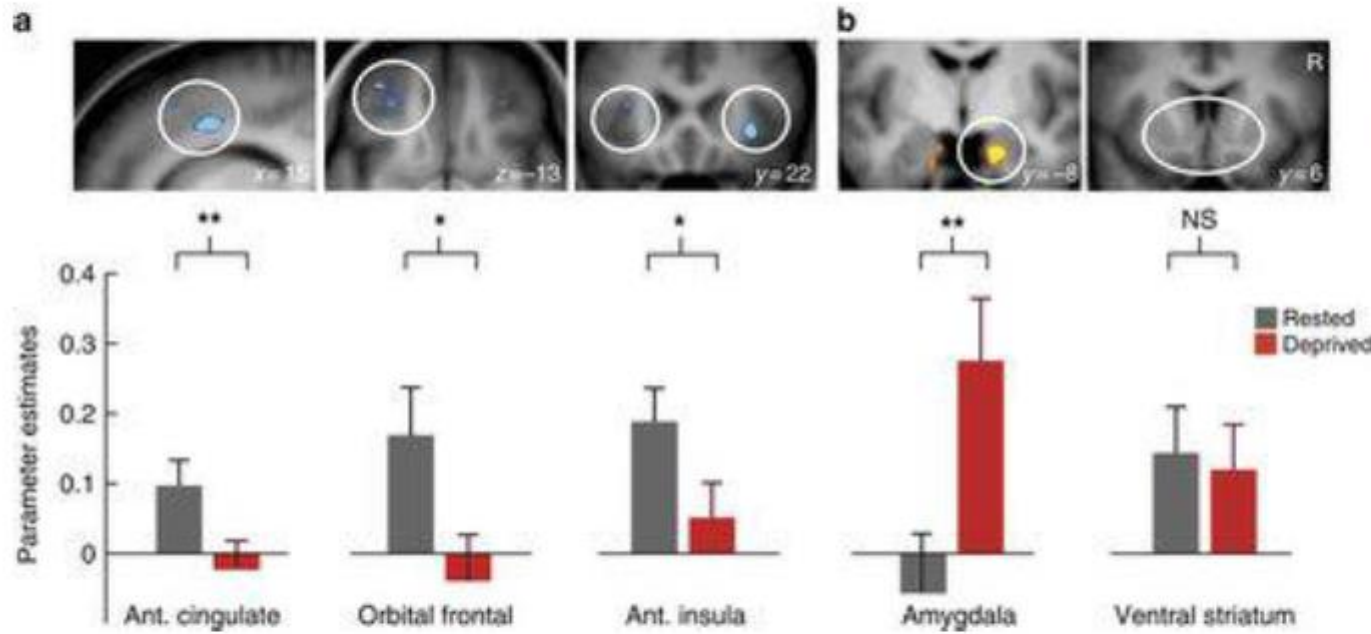 a
b
x=15
z=−13
y=22
y=−8
R
y=6
**
*
*
**
NS
0.4
0.3
0.2
0.1
0
Parameter estimates
Rested
Deprived
Ant. cingulate
Orbital frontal
Ant. insula
Amygdala
Ventral striatum